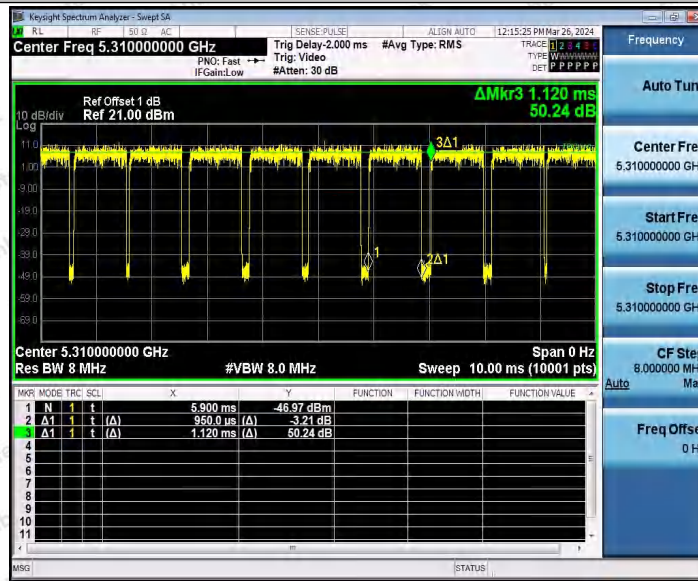 Keysight Spectrum Analyzer - Swept SA
RL RF 50 Ω AC SENSE:PULSE ALIGN AUTO 12:15:25 PM Mar 26, 2024
Center Freq 5.310000000 GHz
PNO: Fast
IFGain:Low
Trig Delay-2.000 ms
Trig: Video
#Atten: 30 dB
#Avg Type: RMS
TRACE 1 2 3 4 5 6
TYPE WWWWWW
DET P P P P P P
Frequency
Auto Tun
Center Fre
5.310000000 GH
Start Fre
5.310000000 GH
Stop Fre
5.310000000 GH
CF Ste
8.000000 MH
Auto Ma
Freq Offse
0 H
ΔMkr3 1.120 ms
50.24 dB
Ref Offset 1 dB
10 dB/div Ref 21.00 dBm
Log
11.0
1.00
-9.00
-19.0
-29.0
-39.0
-49.0
-59.0
-69.0
3Δ1
1
2Δ1
Center 5.310000000 GHz Span 0 Hz
Res BW 8 MHz #VBW 8.0 MHz Sweep 10.00 ms (10001 pts)
MKR MODE TRC SCL X Y FUNCTION FUNCTION WIDTH FUNCTION VALUE
1 N 1 t 5.900 ms -46.97 dBm
2 Δ1 1 t (Δ) 950.0 µs (Δ) -3.21 dB
3 Δ1 1 t (Δ) 1.120 ms (Δ) 50.24 dB
4
5
6
7
8
9
10
11
MSG STATUS